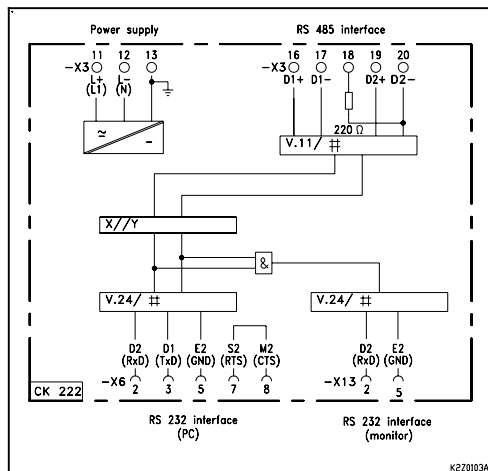 Power supply RS 485 interface
11 12 13 16 17 18 19 20
-X3 -X3
L+ L- D1+ D1- D2+ D2-
(L1) (N)
≃ -
220 Ω
V.11/ #
X//Y
&
V.24/ # V.24/ #
D2 D1 E2 S2 M2 D2 E2
(RxD) (TxD) (GND) (RTS) (CTS) (RxD) (GND)
-X6 -X13
2 3 5 7 8 2 5
CK 222
RS 232 interface RS 232 interface
(PC) (monitor)
K2Z0103A